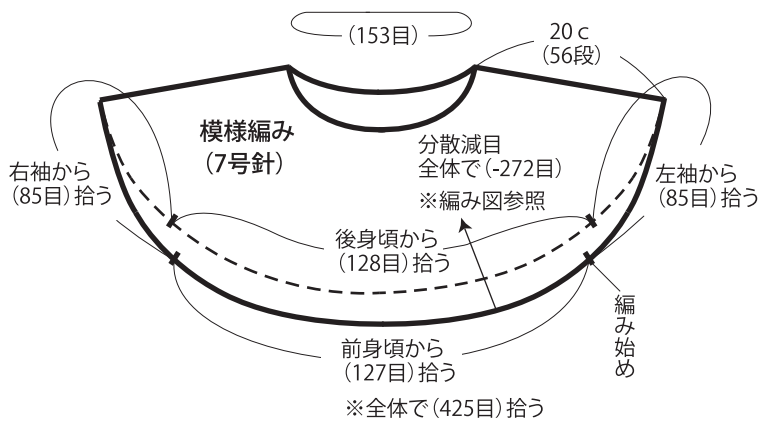 （153目）
20ｃ
（56段）
模様編み
（7号針）
分散減目
全体で（-272目）
※編み図参照
右袖から
（85目）拾う
左袖から
（85目）拾う
後身頃から
（128目）拾う
編み始め
前身頃から
（127目）拾う
※全体で（425目）拾う